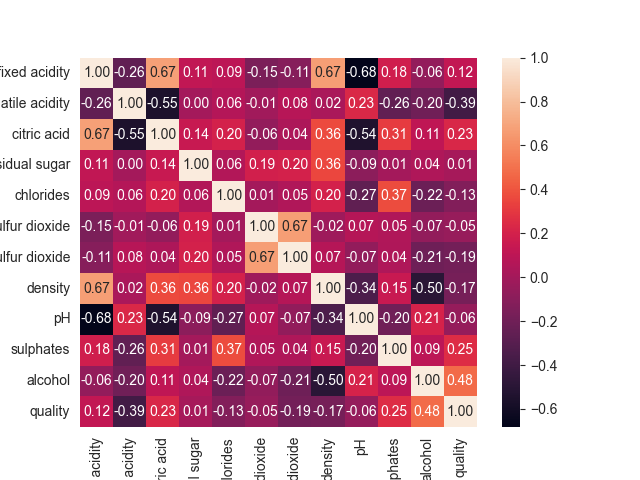 fixed acidity 1.00 -0.26 0.67 0.11 0.09 -0.15 -0.11 0.67 -0.68 0.18 -0.06 0.12
atile acidity -0.26 1.00 -0.55 0.00 0.06 -0.01 0.08 0.02 0.23 -0.26 -0.20 -0.39
citric acid 0.67 -0.55 1.00 0.14 0.20 -0.06 0.04 0.36 -0.54 0.31 0.11 0.23
sidual sugar 0.11 0.00 0.14 1.00 0.06 0.19 0.20 0.36 -0.09 0.01 0.04 0.01
chlorides 0.09 0.06 0.20 0.06 1.00 0.01 0.05 0.20 -0.27 0.37 -0.22 -0.13
ulfur dioxide -0.15 -0.01 -0.06 0.19 0.01 1.00 0.67 -0.02 0.07 0.05 -0.07 -0.05
ulfur dioxide -0.11 0.08 0.04 0.20 0.05 0.67 1.00 0.07 -0.07 0.04 -0.21 -0.19
density 0.67 0.02 0.36 0.36 0.20 -0.02 0.07 1.00 -0.34 0.15 -0.50 -0.17
pH -0.68 0.23 -0.54 -0.09 -0.27 0.07 -0.07 -0.34 1.00 -0.20 0.21 -0.06
sulphates 0.18 -0.26 0.31 0.01 0.37 0.05 0.04 0.15 -0.20 1.00 0.09 0.25
alcohol -0.06 -0.20 0.11 0.04 -0.22 -0.07 -0.21 -0.50 0.21 0.09 1.00 0.48
quality 0.12 -0.39 0.23 0.01 -0.13 -0.05 -0.19 -0.17 -0.06 0.25 0.48 1.00
acidity
acidity
ric acid
l sugar
lorides
dioxide
dioxide
density
pH
phates
alcohol
quality
1.0
0.8
0.6
0.4
0.2
0.0
−0.2
−0.4
−0.6